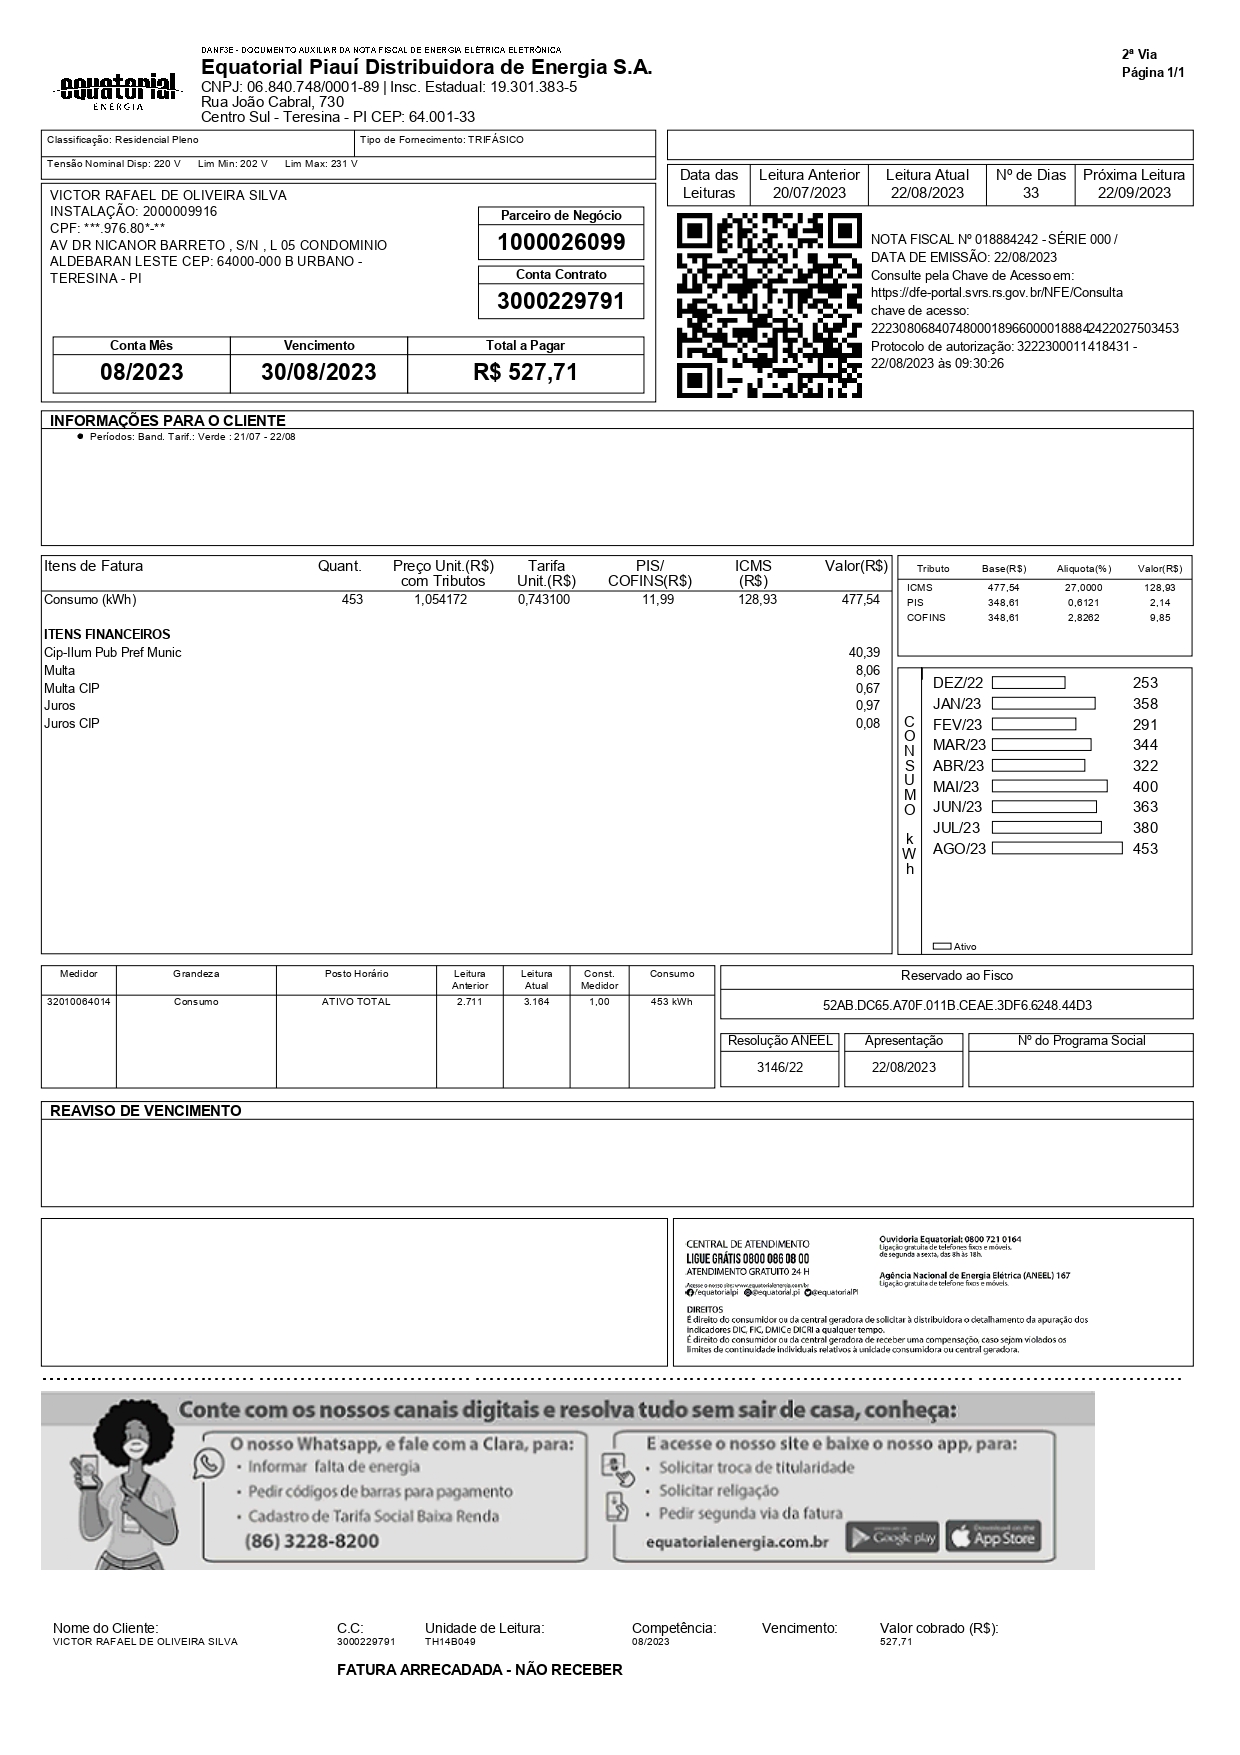 DANF3E - DOCUMENTO AUXILIAR DA NOTA FISCAL DE ENERGIA ELÉTRICA ELETRÔNICA
equatorial
ENERGIA
Equatorial Piauí Distribuidora de Energia S.A.
CNPJ: 06.840.748/0001-89 | Insc. Estadual: 19.301.383-5
Rua João Cabral, 730
Centro Sul - Teresina - PI CEP: 64.001-33
2ª Via
Página 1/1
Classificação: Residencial Pleno
Tipo de Fornecimento: TRIFÁSICO
Tensão Nominal Disp: 220 V Lim Min: 202 V Lim Max: 231 V
Data das Leituras
Leitura Anterior 20/07/2023
Leitura Atual 22/08/2023
Nº de Dias 33
Próxima Leitura 22/09/2023
VICTOR RAFAEL DE OLIVEIRA SILVA
INSTALAÇÃO: 2000009916
CPF: ***.976.80*-**
AV DR NICANOR BARRETO , S/N , L 05 CONDOMINIO
ALDEBARAN LESTE CEP: 64000-000 B URBANO -
TERESINA - PI
Parceiro de Negócio
1000026099
Conta Contrato
3000229791
Conta Mês
08/2023
Vencimento
30/08/2023
Total a Pagar
R$ 527,71
NOTA FISCAL Nº 018884242 - SÉRIE 000 /
DATA DE EMISSÃO: 22/08/2023
Consulte pela Chave de Acesso em:
https://dfe-portal.svrs.rs.gov.br/NFE/Consulta
chave de acesso:
22230806840748000189660000188842422027503453
Protocolo de autorização: 3222300011418431 -
22/08/2023 às 09:30:26
INFORMAÇÕES PARA O CLIENTE
● Períodos: Band. Tarif.: Verde : 21/07 - 22/08
Itens de Fatura Quant. Preço Unit.(R$) com Tributos Tarifa Unit.(R$) PIS/ COFINS(R$) ICMS (R$) Valor(R$)
Consumo (kWh) 453 1,054172 0,743100 11,99 128,93 477,54
ITENS FINANCEIROS
Cip-Ilum Pub Pref Munic 40,39
Multa 8,06
Multa CIP 0,67
Juros 0,97
Juros CIP 0,08
Tributo Base(R$) Aliquota(%) Valor(R$)
ICMS 477,54 27,0000 128,93
PIS 348,61 0,6121 2,14
COFINS 348,61 2,8262 9,85
CONSUMO kWh
DEZ/22 253
JAN/23 358
FEV/23 291
MAR/23 344
ABR/23 322
MAI/23 400
JUN/23 363
JUL/23 380
AGO/23 453
Ativo
Medidor Grandeza Posto Horário Leitura Anterior Leitura Atual Const. Medidor Consumo
32010064014 Consumo ATIVO TOTAL 2.711 3.164 1,00 453 kWh
Reservado ao Fisco
52AB.DC65.A70F.011B.CEAE.3DF6.6248.44D3
Resolução ANEEL
3146/22
Apresentação
22/08/2023
Nº do Programa Social
REAVISO DE VENCIMENTO
CENTRAL DE ATENDIMENTO
LIGUE GRÁTIS 0800 086 08 00
ATENDIMENTO GRATUITO 24 H
Acesse o nosso site: www.equatorialenergia.com.br
/equatorialpi @equatorial.pi @equatorialPI
Ouvidoria Equatorial: 0800 721 0164
Ligação gratuita de telefones fixos e móveis,
de segunda a sexta, das 8h às 18h.
Agência Nacional de Energia Elétrica (ANEEL) 167
Ligação gratuita de telefone fixos e móveis.
DIREITOS
É direito do consumidor ou da central geradora de solicitar à distribuidora o detalhamento da apuração dos
indicadores DIC, FIC, DMIC e DICRI a qualquer tempo.
É direito do consumidor ou da central geradora de receber uma compensação, caso sejam violados os
limites de continuidade individuais relativos à unidade consumidora ou central geradora.
Conte com os nossos canais digitais e resolva tudo sem sair de casa, conheça:
O nosso Whatsapp, e fale com a Clara, para:
• Informar falta de energia
• Pedir códigos de barras para pagamento
• Cadastro de Tarifa Social Baixa Renda
(86) 3228-8200
E acesse o nosso site e baixe o nosso app, para:
• Solicitar troca de titularidade
• Solicitar religação
• Pedir segunda via da fatura
equatorialenergia.com.br
Google play
Download on the
App Store
Nome do Cliente: C.C: Unidade de Leitura: Competência: Vencimento: Valor cobrado (R$):
VICTOR RAFAEL DE OLIVEIRA SILVA 3000229791 TH14B049 08/2023 527,71
FATURA ARRECADADA - NÃO RECEBER